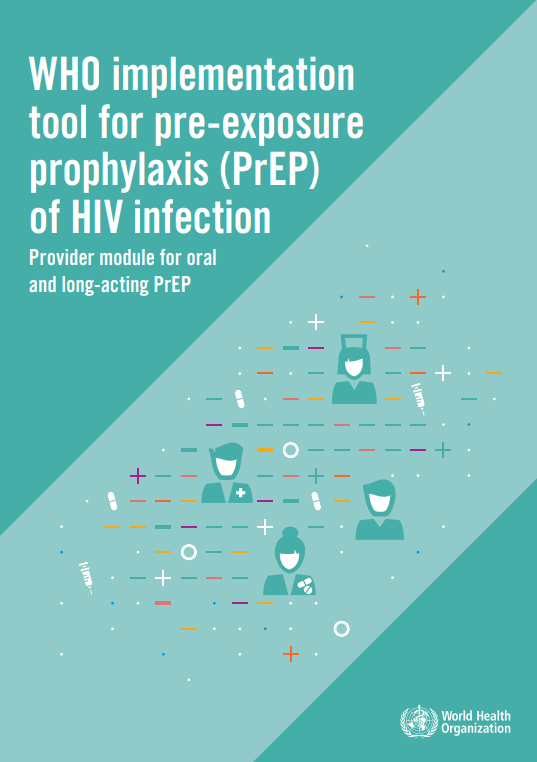 WHO implementation
tool for pre-exposure
prophylaxis (PrEP)
of HIV infection
Provider module for oral
and long-acting PrEP
World Health
Organization